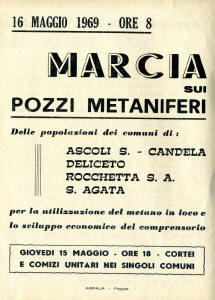 16 MAGGIO 1969 - ORE 8
MARCIA
SUI
POZZI METANIFERI
Delle popolazioni dei comuni di :
ASCOLI S. - CANDELA
DELICETO
ROCCHETTA S. A.
S. AGATA
per la utilizzazione del metano in loco e
lo sviluppo economico del comprensorio
GIOVEDI 15 MAGGIO - ORE 18 - CORTEI
E COMIZI UNITARI NEI SINGOLI COMUNI
ARPAIA - Foggia